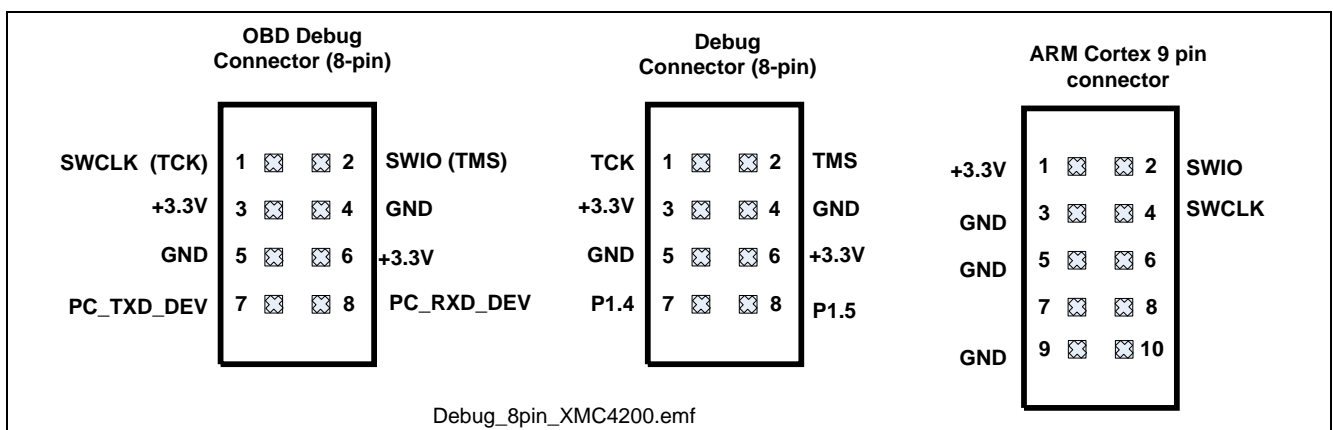 OBD Debug
Connector (8-pin)
SWCLK (TCK) 1 2 SWIO (TMS)
+3.3V 3 4 GND
GND 5 6 +3.3V
PC_TXD_DEV 7 8 PC_RXD_DEV
Debug
Connector (8-pin)
TCK 1 2 TMS
+3.3V 3 4 GND
GND 5 6 +3.3V
P1.4 7 8 P1.5
ARM Cortex 9 pin
connector
+3.3V 1 2 SWIO
GND 3 4 SWCLK
GND 5 6
7 8
GND 9 10
Debug_8pin_XMC4200.emf